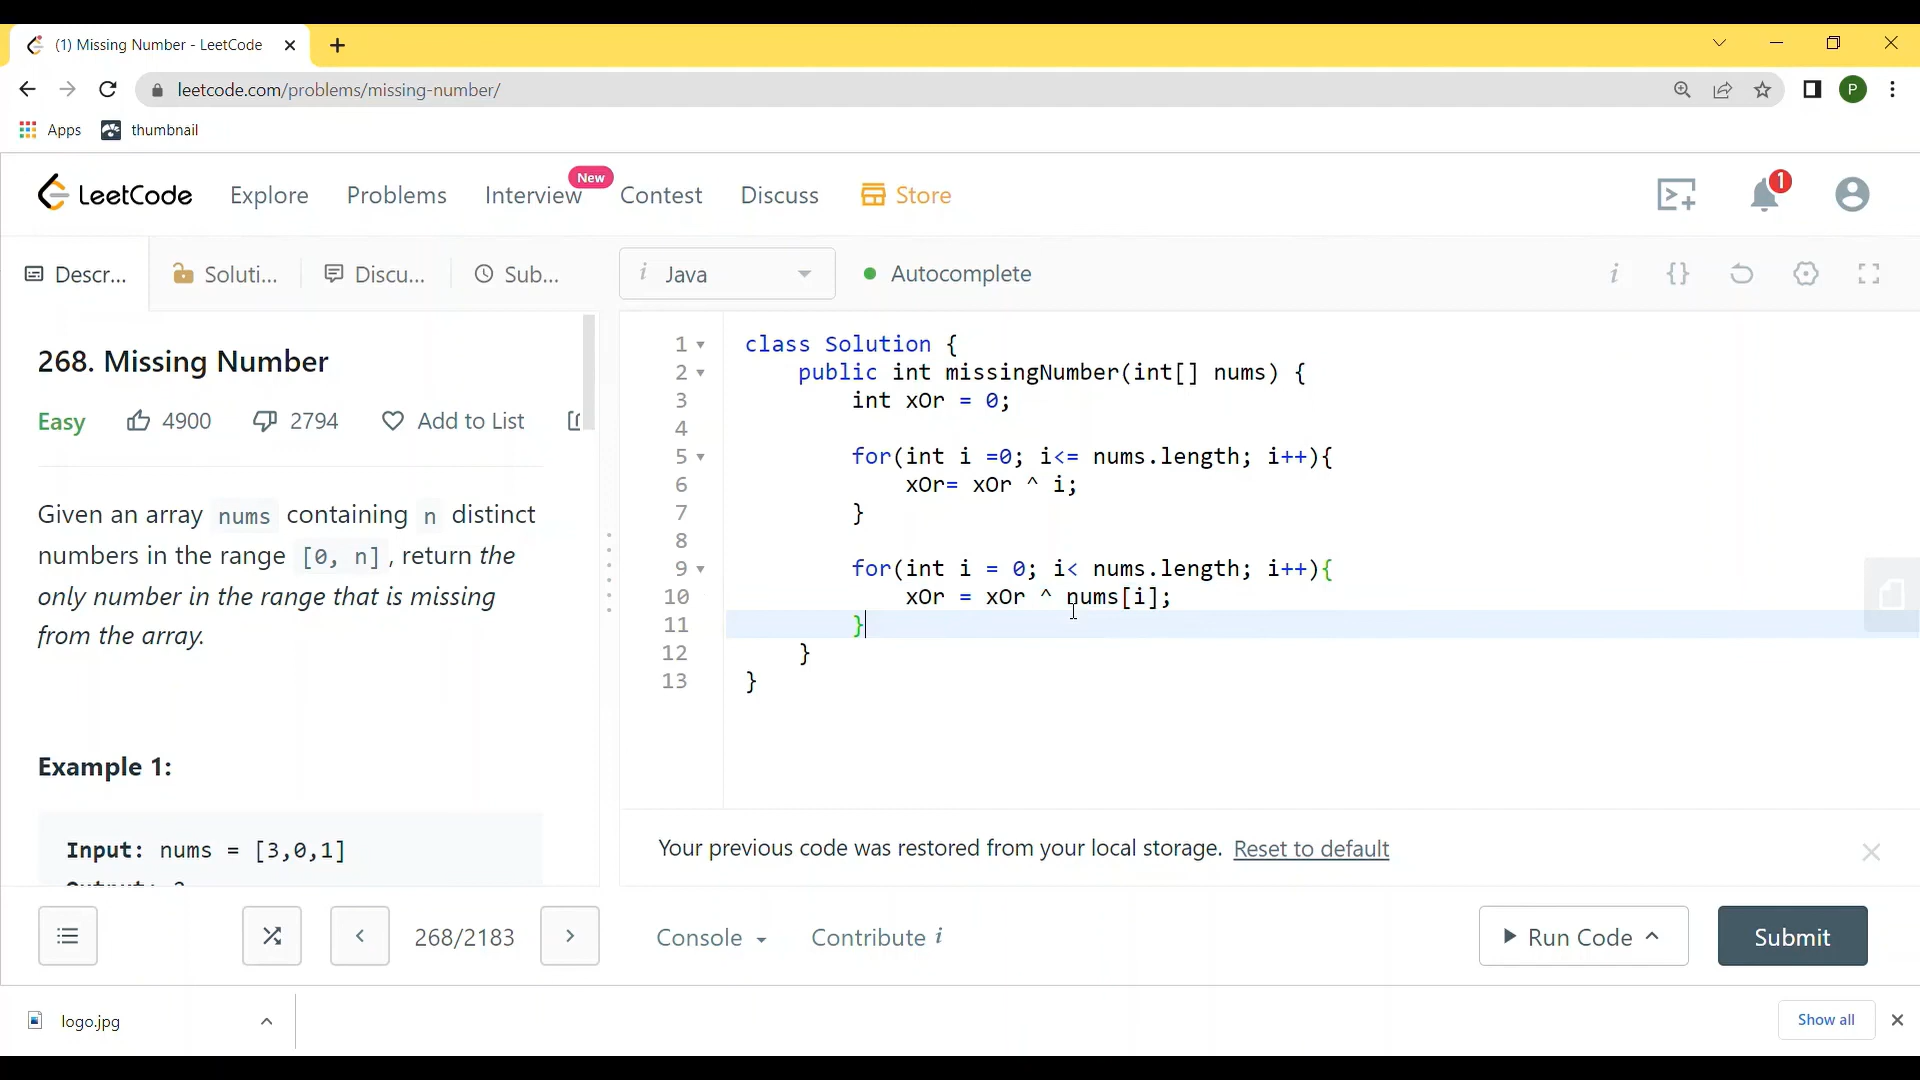 (1) Missing Number - LeetCode
leetcode.com/problems/missing-number/
Apps thumbnail
LeetCode Explore Problems Interview New Contest Discuss Store 1 P
Descr... Soluti... Discu... Sub... i Java Autocomplete i {}
268. Missing Number
Easy 4900 2794 Add to List
Given an array nums containing n distinct
numbers in the range [0, n], return the
only number in the range that is missing
from the array.
Example 1:
Input: nums = [3,0,1]
1 class Solution {
2 public int missingNumber(int[] nums) {
3 int xOr = 0;
4
5 for(int i =0; i<= nums.length; i++){
6 xOr= xOr ^ i;
7 }
8
9 for(int i = 0; i< nums.length; i++){
10 xOr = xOr ^ nums[i];
11 }
12 }
13 }
Your previous code was restored from your local storage. Reset to default
268/2183 Console Contribute i Run Code Submit
logo.jpg Show all